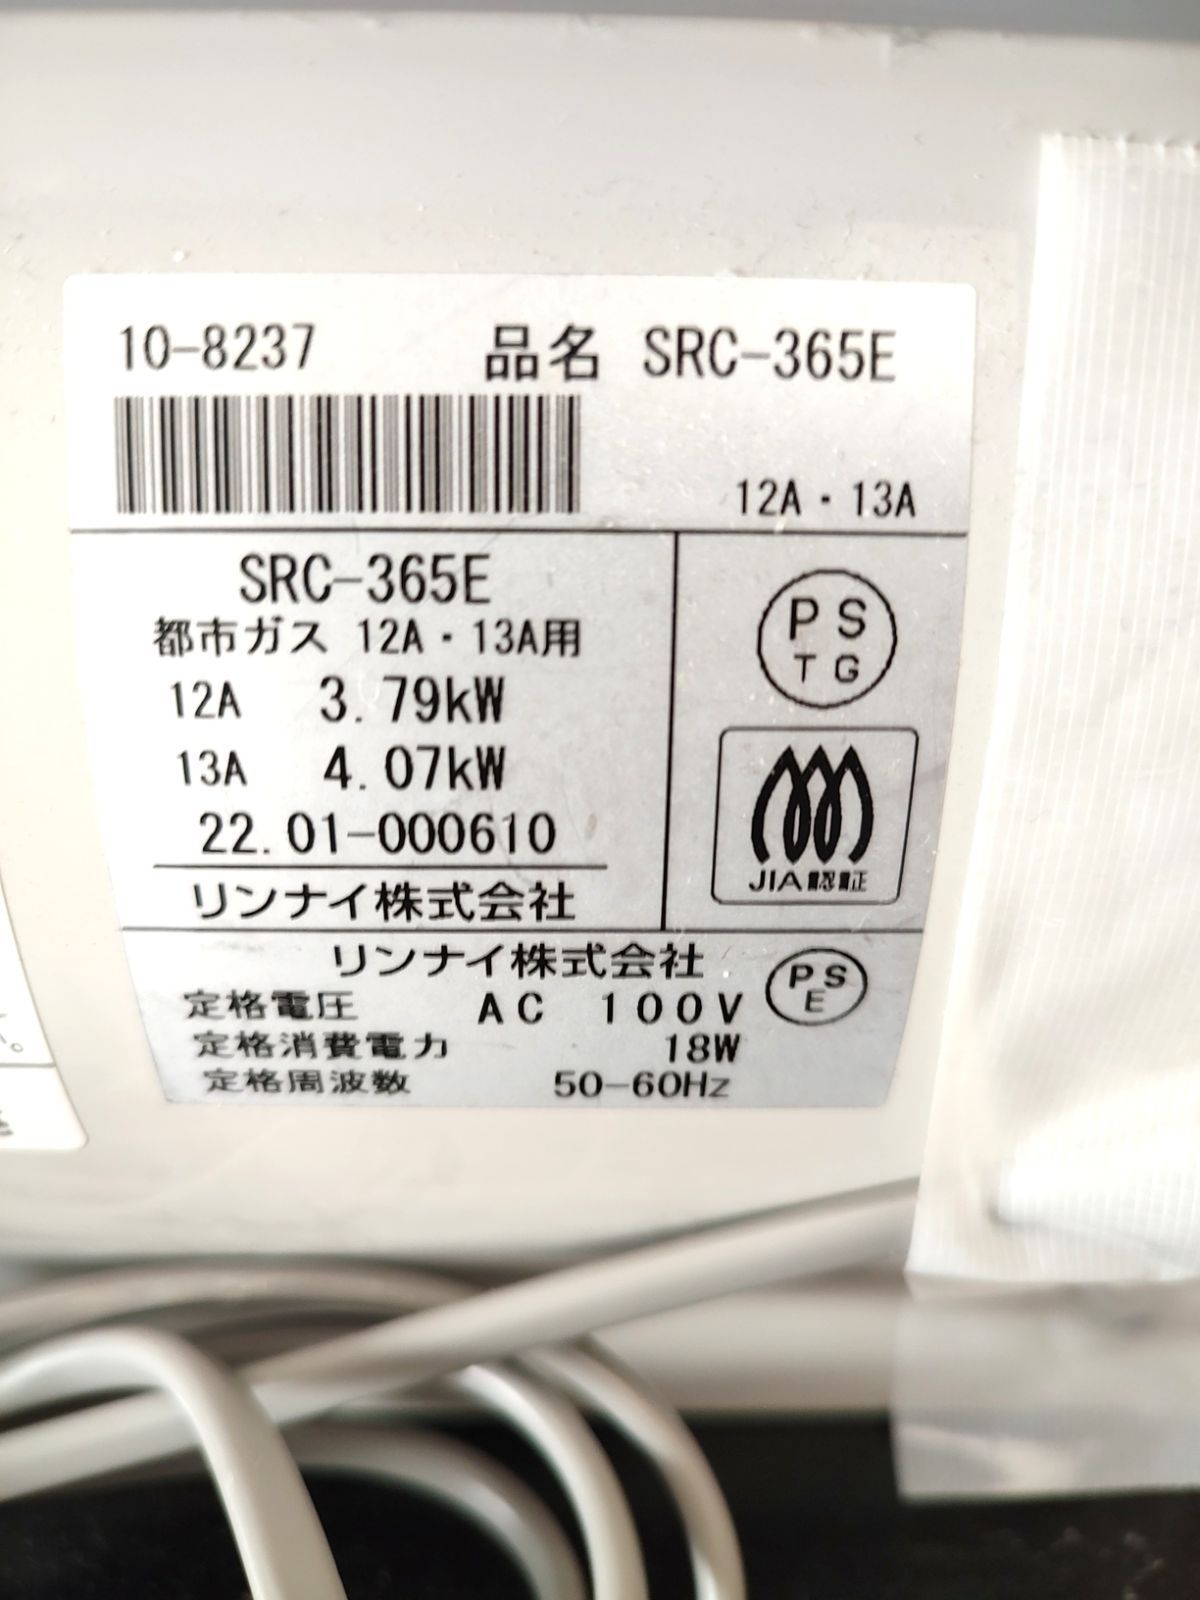 10-8237 品名 SRC-365E
12A・13A
SRC-365E
都市ガス 12A・13A用
12A 3.79kW
13A 4.07kW
22.01-000610
リンナイ株式会社
PS
TG
JIA認証
リンナイ株式会社
PS
E
定格電圧 AC 100V
定格消費電力 18W
定格周波数 50-60Hz